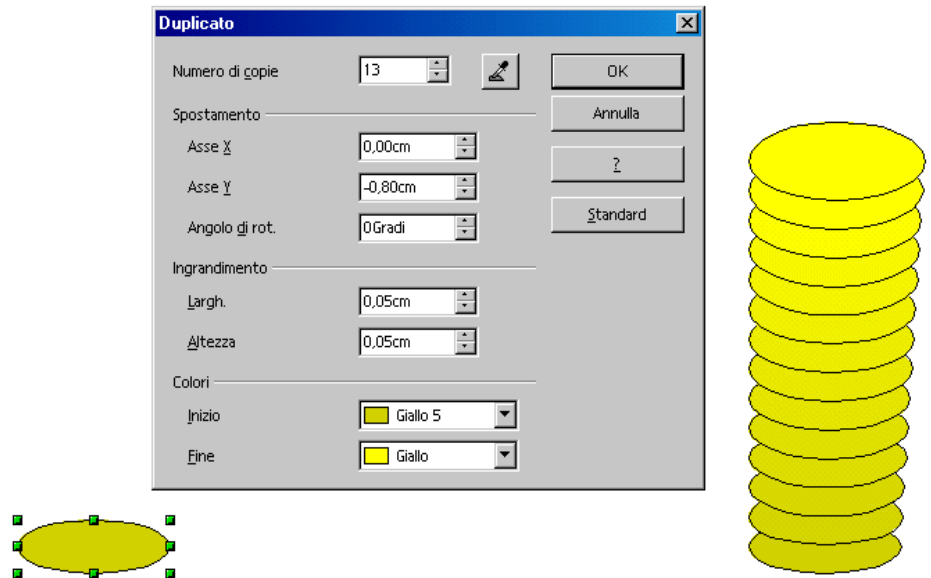 Duplicato
Numero di copie 13 OK
Spostamento Annulla
Asse X 0,00cm ?
Asse Y -0,80cm
Angolo di rot. 0Gradi Standard
Ingrandimento
Largh. 0,05cm
Altezza 0,05cm
Colori
Inizio Giallo 5
Fine Giallo